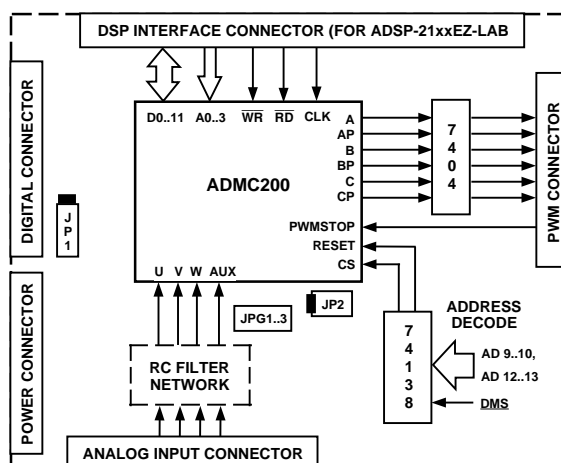 DSP INTERFACE CONNECTOR (FOR ADSP-21xxEZ-LAB
DIGITAL CONNECTOR
D0..11 A0..3 WR RD CLK
ADMC200
A
AP
B
BP
C
CP
7404
PWM CONNECTOR
PWMSTOP
RESET
CS
JP1
U V W AUX
JPG1..3
JP2
POWER CONNECTOR
RC FILTER
NETWORK
74138
ADDRESS
DECODE
AD 9..10,
AD 12..13
DMS
ANALOG INPUT CONNECTOR